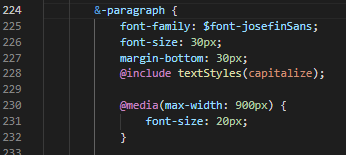 224 &-paragraph {
225 font-family: $font-josefinSans;
226 font-size: 30px;
227 margin-bottom: 30px;
228 @include textStyles(capitalize);
229
230 @media(max-width: 900px) {
231 font-size: 20px;
232 }
233